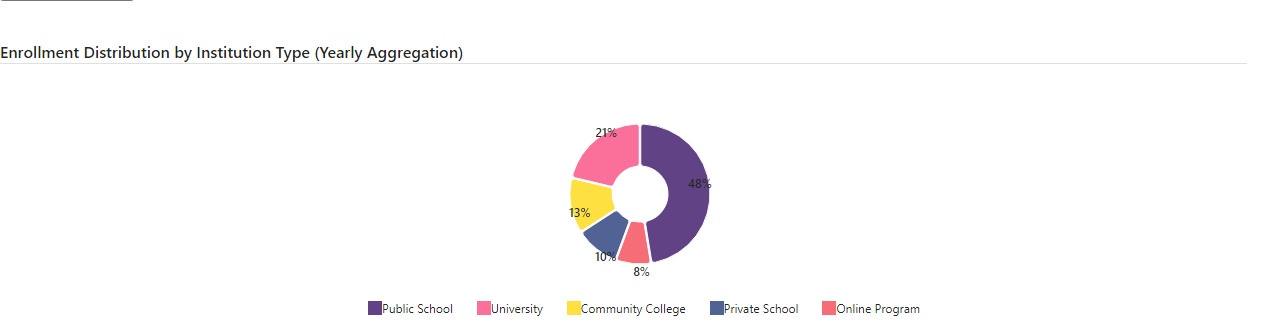 Enrollment Distribution by Institution Type (Yearly Aggregation)
21%
48%
13%
10%
8%
Public School University Community College Private School Online Program